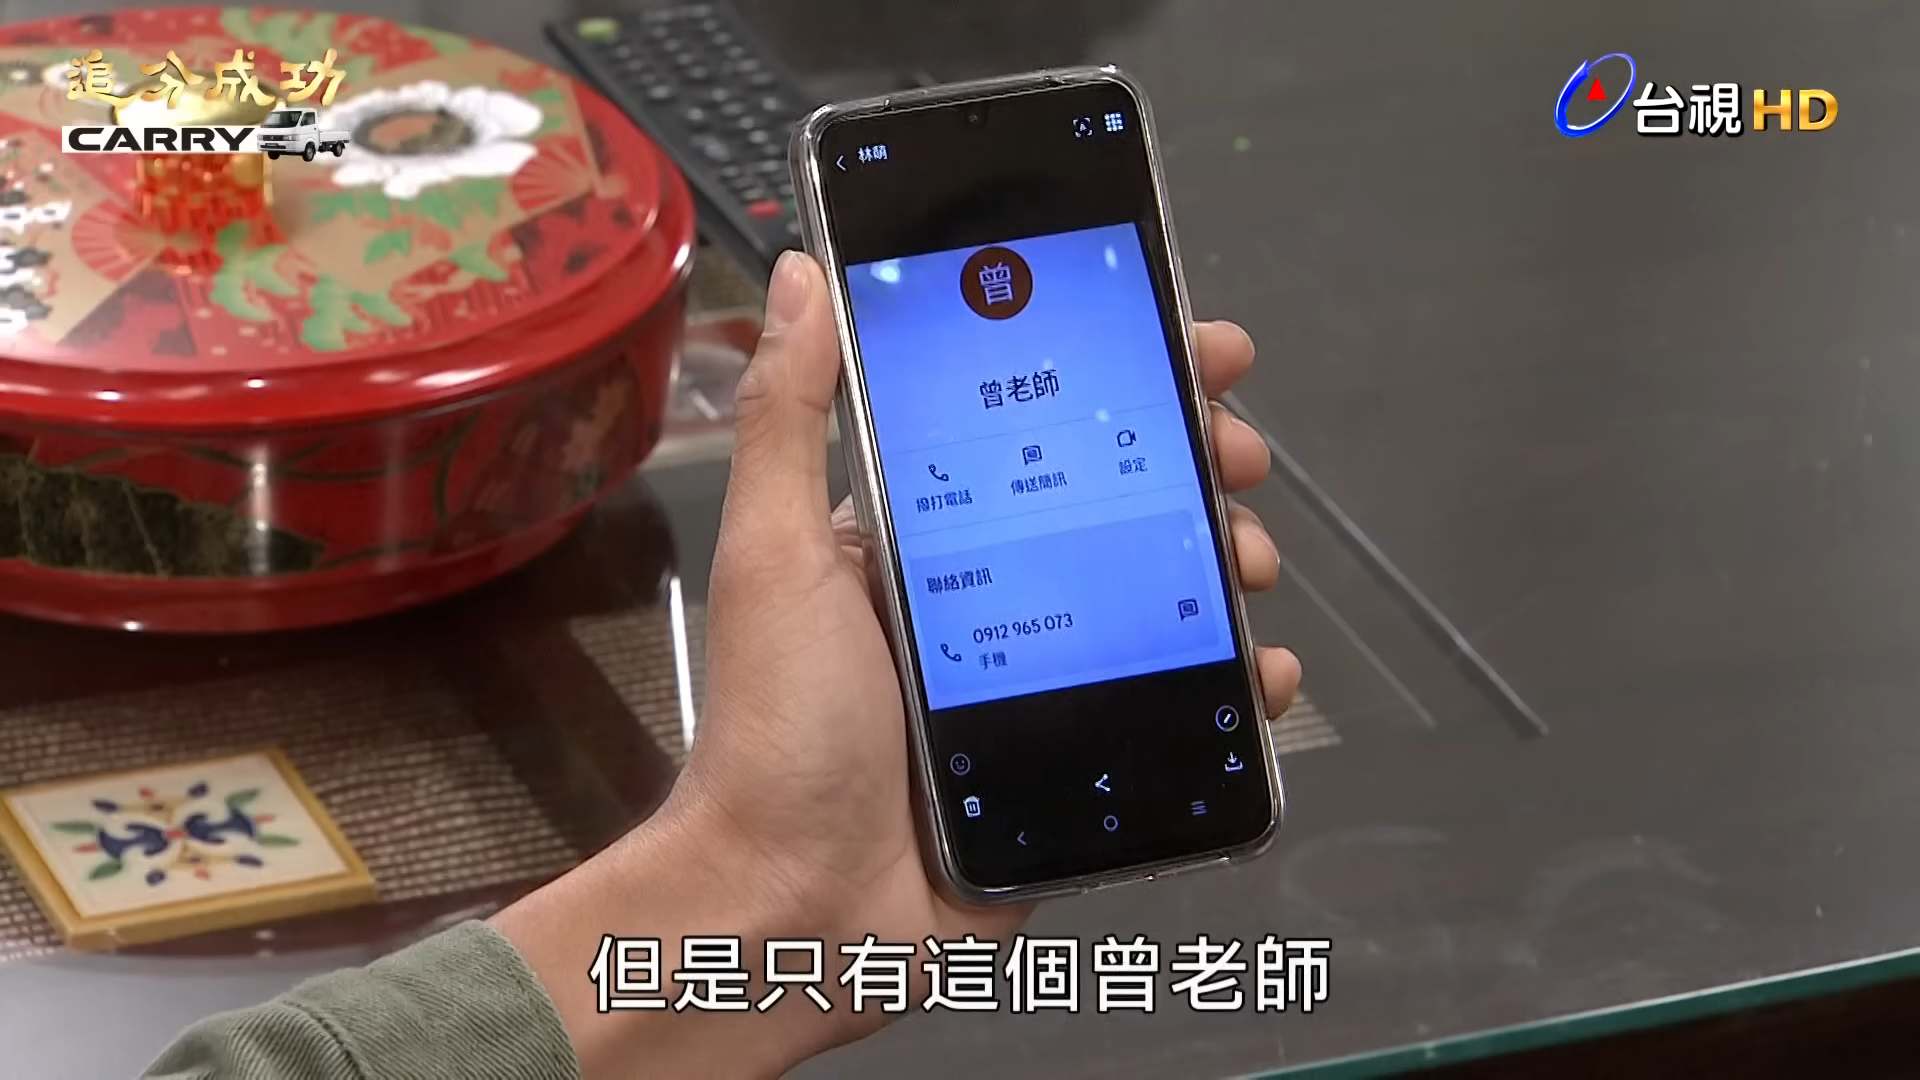 追分成功
CARRY
台視HD
林萌
曾
曾老師
撥打電話
傳送簡訊
設定
聯絡資訊
0912 965 073
手機
但是只有這個曾老師